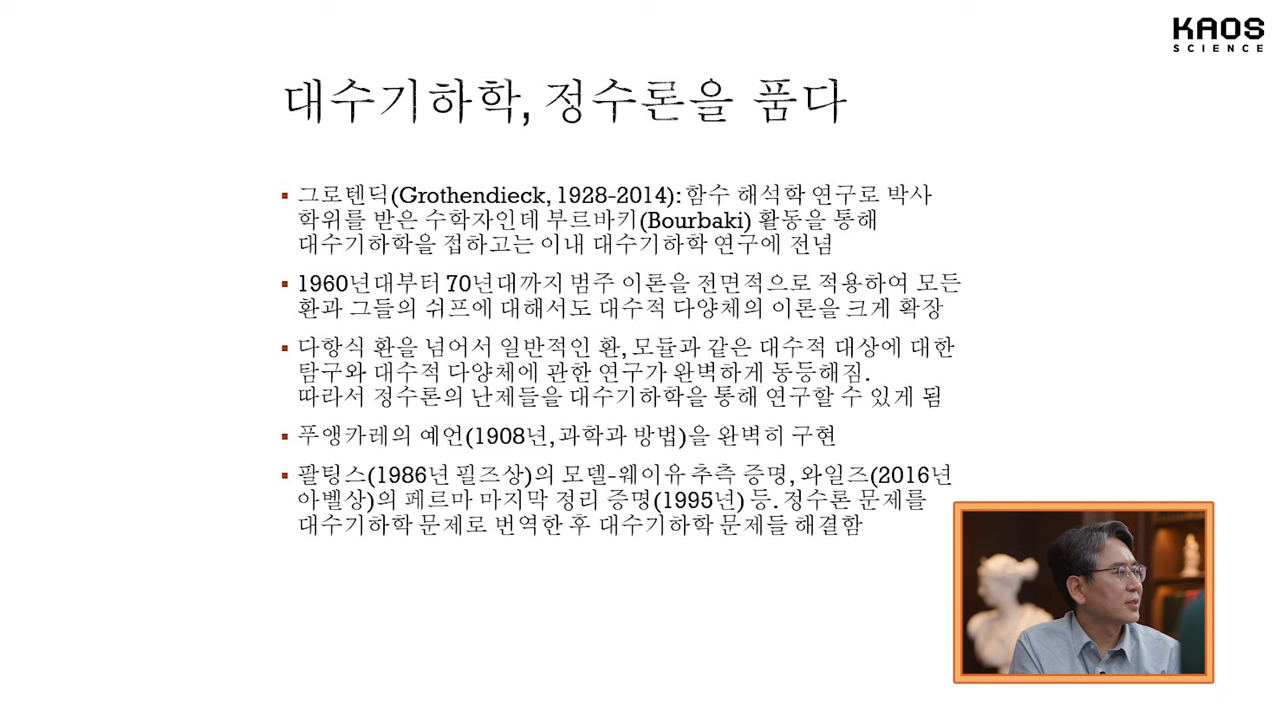 KAOS
SCIENCE
대수기하학, 정수론을 품다
▪ 그로텐딕(Grothendieck, 1928-2014): 함수 해석학 연구로 박사
학위를 받은 수학자인데 부르바키(Bourbaki) 활동을 통해
대수기하학을 접하고는 이내 대수기하학 연구에 전념
▪ 1960년대부터 70년대까지 범주 이론을 전면적으로 적용하여 모든
환과 그들의 쉬프에 대해서도 대수적 다양체의 이론을 크게 확장
▪ 다항식 환을 넘어서 일반적인 환, 모듈과 같은 대수적 대상에 대한
탐구와 대수적 다양체에 관한 연구가 완벽하게 동등해짐.
따라서 정수론의 난제들을 대수기하학을 통해 연구할 수 있게 됨
▪ 푸앵카레의 예언(1908년, 과학과 방법)을 완벽히 구현
▪ 팔팅스(1986년 필즈상)의 모델-웨이유 추측 증명, 와일즈(2016년
아벨상)의 페르마 마지막 정리 증명(1995년) 등. 정수론 문제를
대수기하학 문제로 번역한 후 대수기하학 문제들 해결함